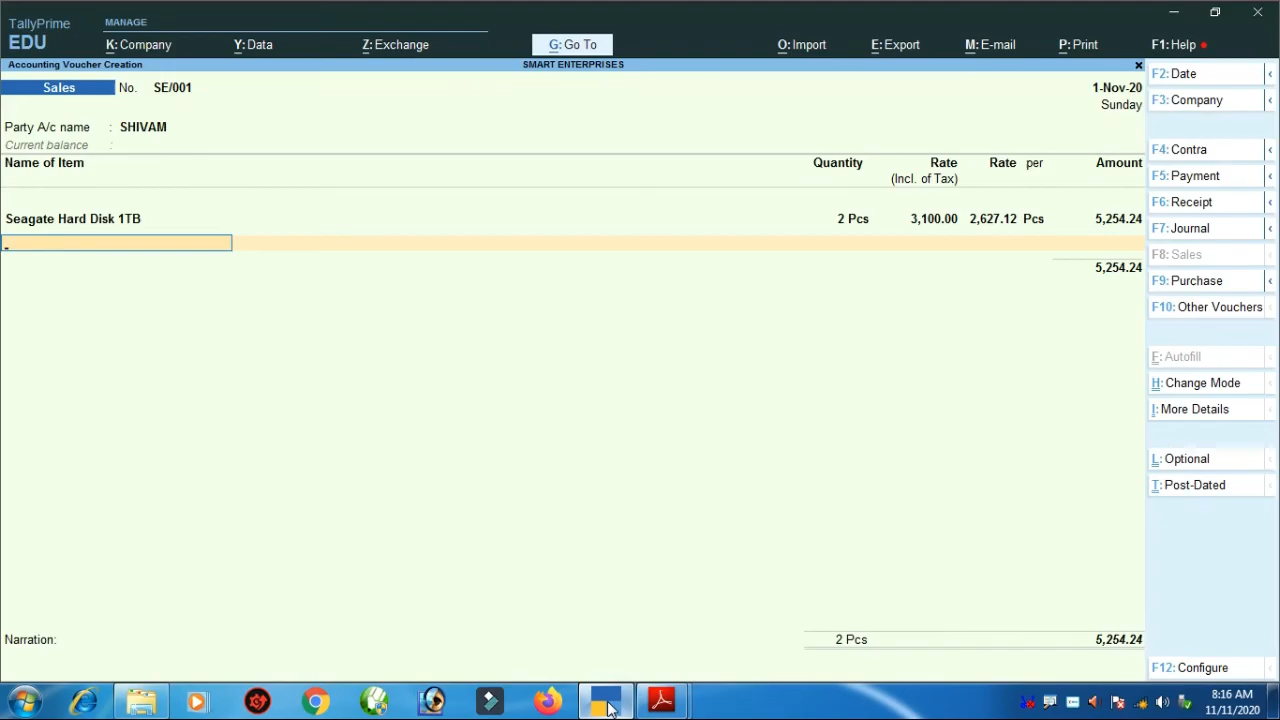 TallyPrime
EDU
MANAGE
K: Company
Y: Data
Z: Exchange
G: Go To
O: Import
E: Export
M: E-mail
P: Print
F1: Help
Accounting Voucher Creation
SMART ENTERPRISES
Sales No. SE/001
1-Nov-20
Sunday
Party A/c name : SHIVAM
Current balance :
Name of Item Quantity Rate Rate per Amount
(Incl. of Tax)
Seagate Hard Disk 1TB 2 Pcs 3,100.00 2,627.12 Pcs 5,254.24
5,254.24
Narration: 2 Pcs 5,254.24
F2: Date
F3: Company
F4: Contra
F5: Payment
F6: Receipt
F7: Journal
F8: Sales
F9: Purchase
F10: Other Vouchers
F: Autofill
H: Change Mode
I: More Details
L: Optional
T: Post-Dated
F12: Configure
8:16 AM
11/11/2020